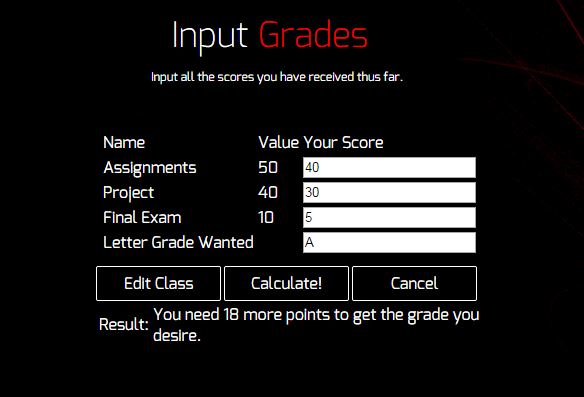 Input Grades
Input all the scores you have received thus far.
Name Value Your Score
Assignments 50 40
Project 40 30
Final Exam 10 5
Letter Grade Wanted A
Edit Class Calculate! Cancel
Result: You need 18 more points to get the grade you
desire.